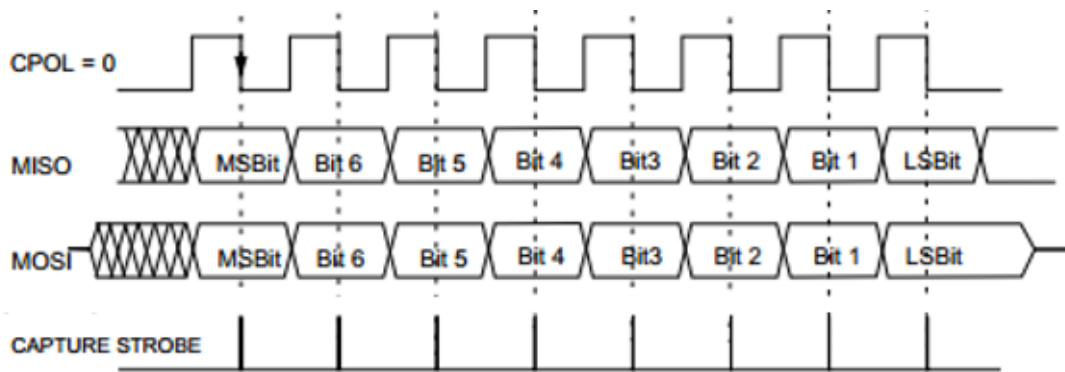 CPOL = 0
MISO MSBit Bit 6 Bit 5 Bit 4 Bit3 Bit 2 Bit 1 LSBit
MOSI MSBit Bit 6 Bit 5 Bit 4 Bit3 Bit 2 Bit 1 LSBit
CAPTURE STROBE